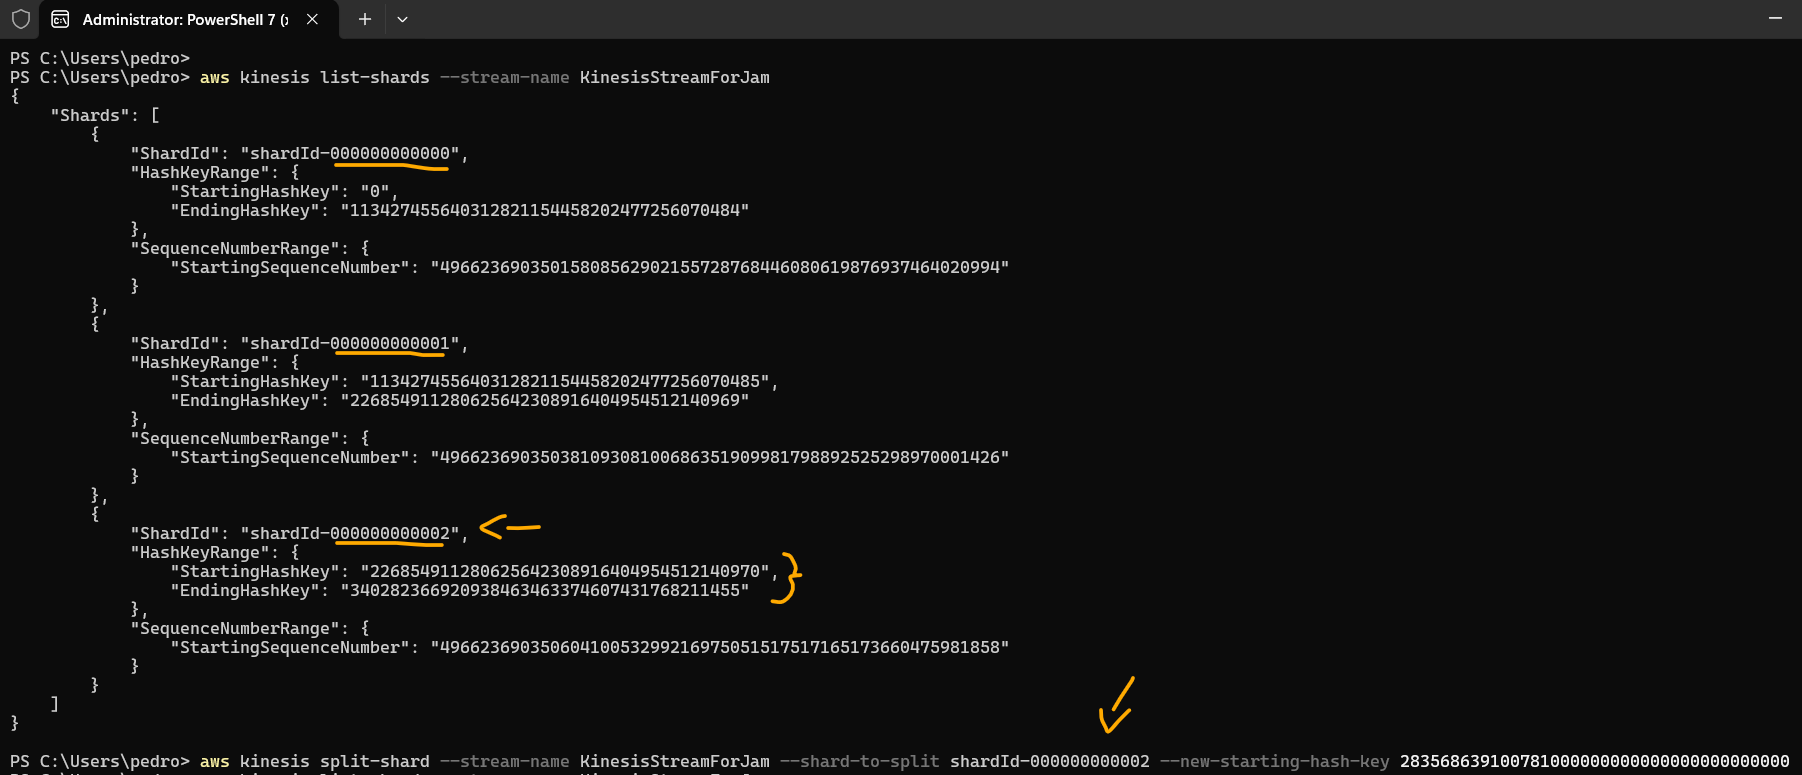 Administrator: PowerShell 7 (x
PS C:\Users\pedro>
PS C:\Users\pedro> aws kinesis list-shards --stream-name KinesisStreamForJam
{
"Shards": [
{
"ShardId": "shardId-000000000000",
"HashKeyRange": {
"StartingHashKey": "0",
"EndingHashKey": "113427455640312821154458202477256070484"
},
"SequenceNumberRange": {
"StartingSequenceNumber": "49662369035015808562902155728768446080619876937464020994"
}
},
{
"ShardId": "shardId-000000000001",
"HashKeyRange": {
"StartingHashKey": "113427455640312821154458202477256070485",
"EndingHashKey": "226854911280625642308916404954512140969"
},
"SequenceNumberRange": {
"StartingSequenceNumber": "49662369035038109308100686351909981798892525298970001426"
}
},
{
"ShardId": "shardId-000000000002",
"HashKeyRange": {
"StartingHashKey": "226854911280625642308916404954512140970",
"EndingHashKey": "340282366920938463463374607431768211455"
},
"SequenceNumberRange": {
"StartingSequenceNumber": "49662369035060410053299216975051517517165173660475981858"
}
}
]
}
PS C:\Users\pedro> aws kinesis split-shard --stream-name KinesisStreamForJam --shard-to-split shardId-000000000002 --new-starting-hash-key 283568639100781000000000000000000000000